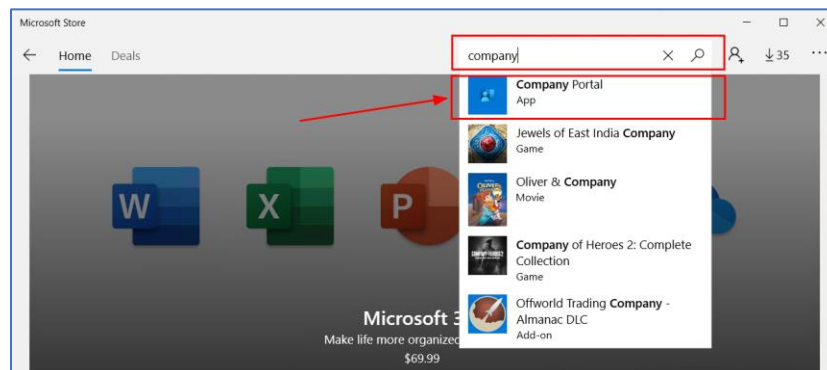 Microsoft Store
Home Deals company 35
Company Portal
App
Jewels of East India Company
Game
Oliver & Company
Movie
W X P
Company of Heroes 2: Complete
Collection
Game
Offworld Trading Company -
Almanac DLC
Add-on
Microsoft 3
Make life more organized
$69.99